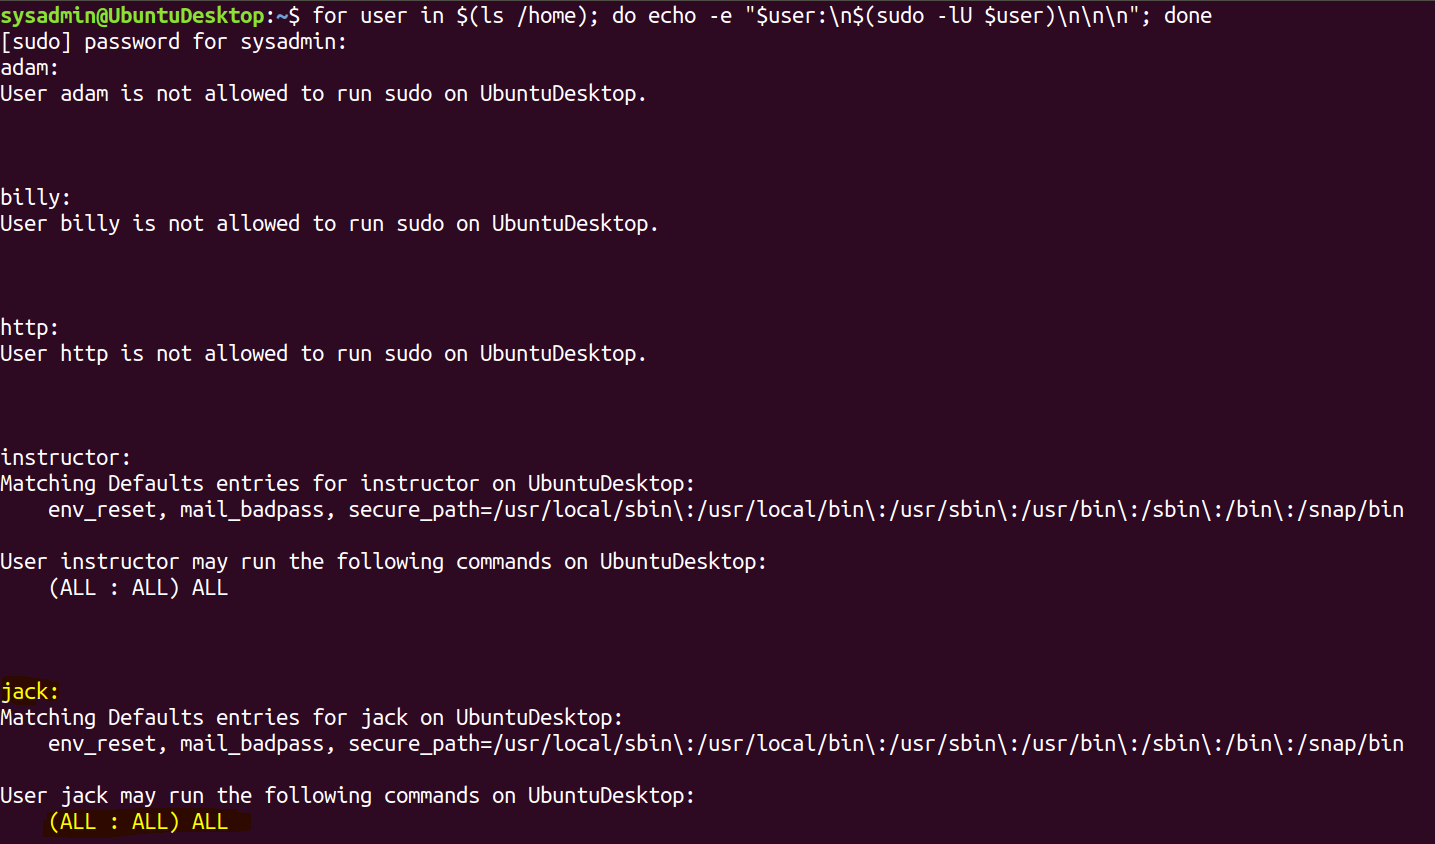 sysadmin@UbuntuDesktop:~$ for user in $(ls /home); do echo -e "$user:\n$(sudo -lU $user)\n\n\n"; done
[sudo] password for sysadmin:
adam:
User adam is not allowed to run sudo on UbuntuDesktop.
billy:
User billy is not allowed to run sudo on UbuntuDesktop.
http:
User http is not allowed to run sudo on UbuntuDesktop.
instructor:
Matching Defaults entries for instructor on UbuntuDesktop:
    env_reset, mail_badpass, secure_path=/usr/local/sbin\:/usr/local/bin\:/usr/sbin\:/usr/bin\:/sbin\:/bin\:/snap/bin
User instructor may run the following commands on UbuntuDesktop:
    (ALL : ALL) ALL
jack:
Matching Defaults entries for jack on UbuntuDesktop:
    env_reset, mail_badpass, secure_path=/usr/local/sbin\:/usr/local/bin\:/usr/sbin\:/usr/bin\:/sbin\:/bin\:/snap/bin
User jack may run the following commands on UbuntuDesktop:
    (ALL : ALL) ALL